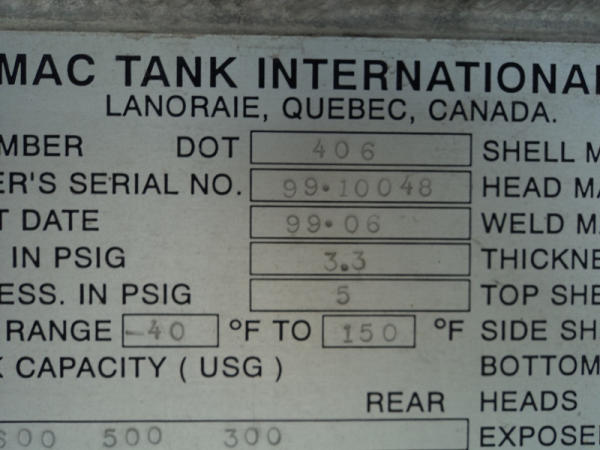 MAC TANK INTERNATIONAL
LANORAIE, QUEBEC, CANADA.
MBER DOT 406 SHELL M
ER'S SERIAL NO. 99-10048 HEAD MA
T DATE 99-06 WELD MA
IN PSIG 3.3 THICKNE
ESS. IN PSIG 5 TOP SHE
RANGE -40 °F TO 150 °F SIDE SH
K CAPACITY ( USG ) BOTTOM
REAR HEADS
500 300 EXPOSE